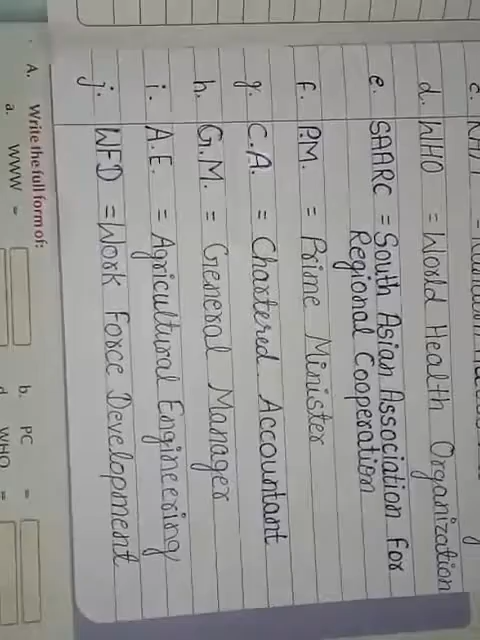 c. RAM =
d. WHO = World Health Organization
e. SAARC = South Asian Association for
Regional Cooperation
f. P.M. = Prime Minister
g. C.A. = Chartered Accountant
h. G.M. = General Manager
i. A.E. = Agricultural Engineering
j. WFD = Work Force Development
A. Write the full form of:
a. WWW = b. PC =
d WHO =